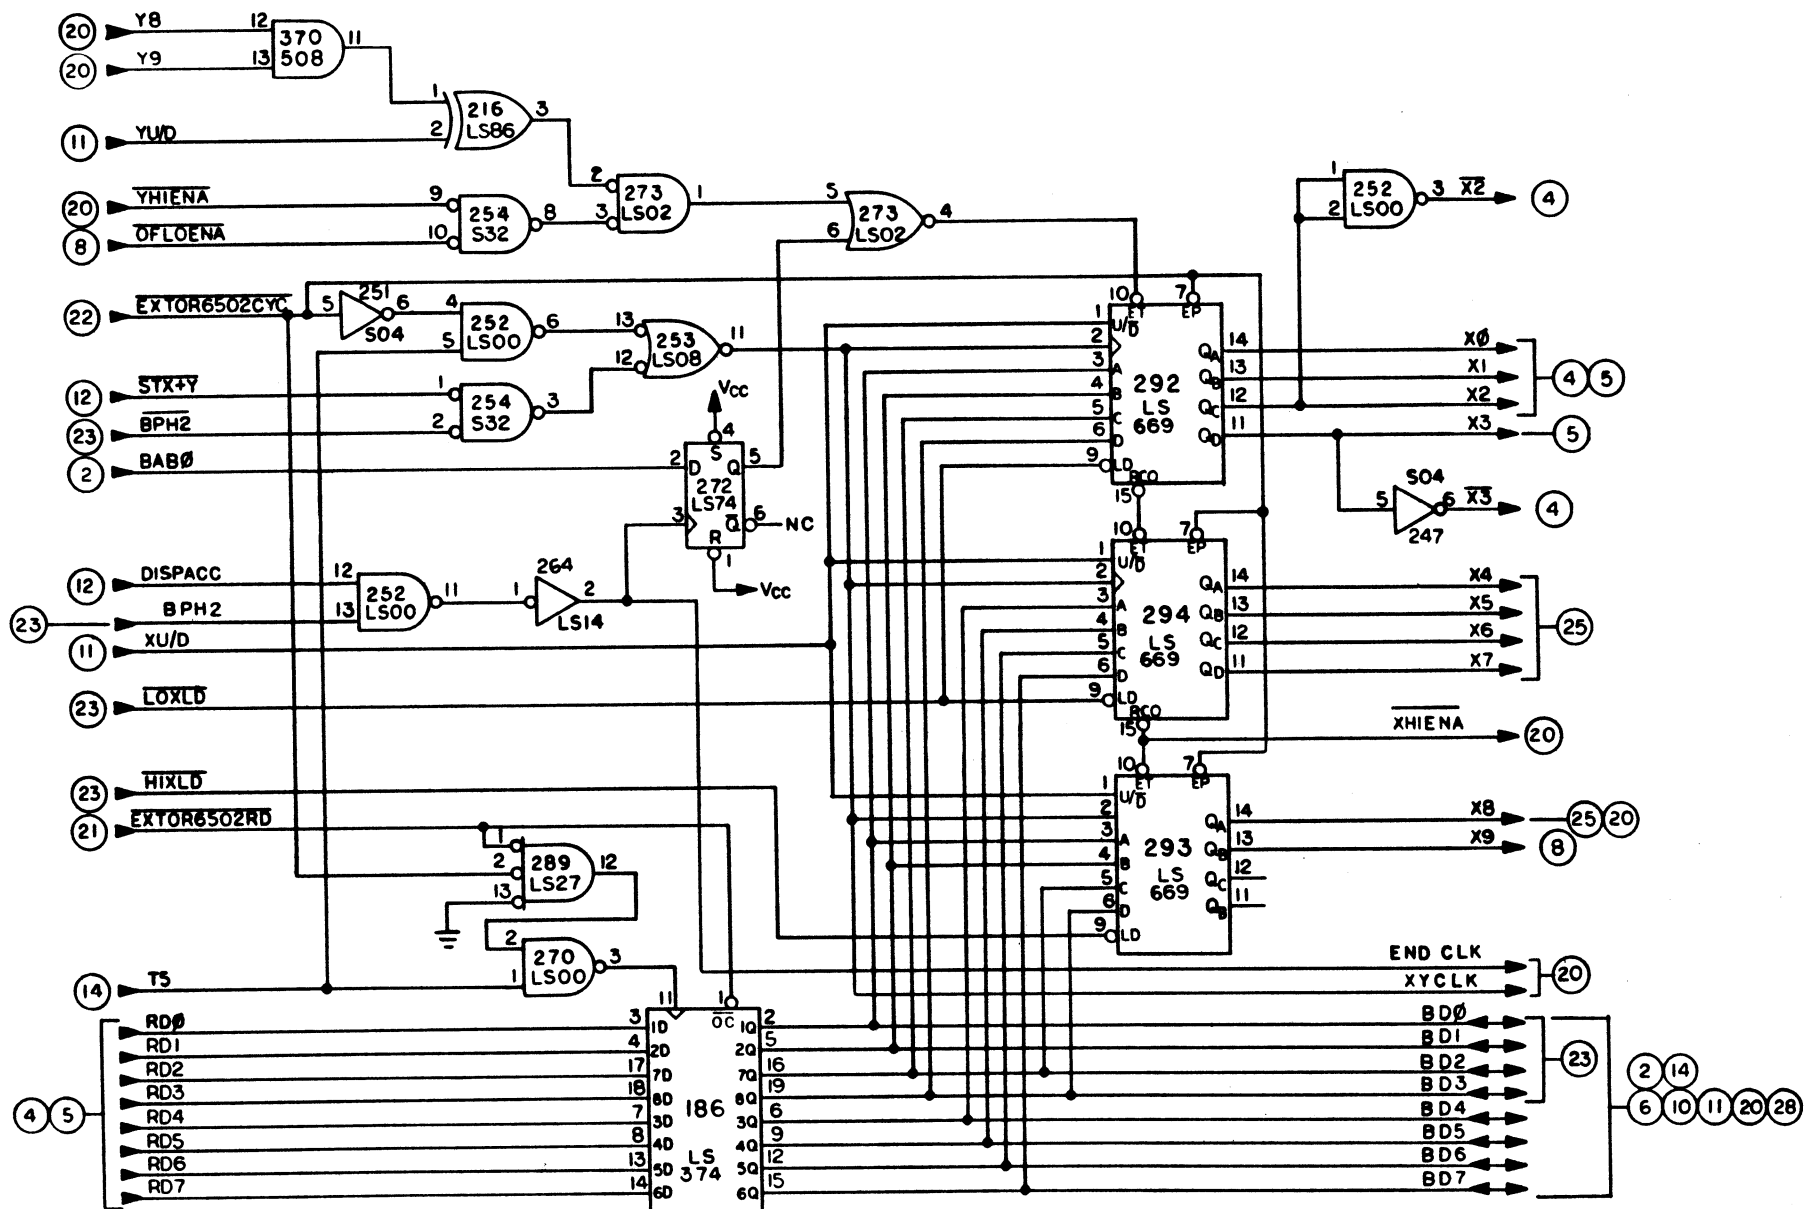 20 Y8 12 370 508 11
20 Y9 13
1 216 LS86 3
11 YU/D 2
20 YHIENA 9 254 S32 8
8 OFLOENA 10
2 273 LS02 1
3
5 273 LS02 4
6
1 252 LS00 3 X2 4
2
22 EXTOR6502CYC 5 251 S04 6 4 252 LS00 6
5
13 253 LS08 11
12
12 STX+Y 1 254 S32 3
23 BPH2 2
2 BABØ
VCC
4
S
2 D Q 5
272
LS74
3 Q 6 NC
R
1
VCC
12 DISPACC 12 252 LS00 11 1 264 LS14 2
23 BPH2 13
11 XU/D
23 LOXLD
23 HIXLD
21 EXTOR6502RD
1 289 LS27 12
2
13
2 270 LS00 3
14 T5 1
10 ET 7 EP
1 U/D
2
3 A QA 14 XØ
4 B QB 13 X1
5 C QC 12 X2
6 D QD 11 X3
9 LD RCO 15
292
LS
669
4 5
5
5 S04 6 X3 4
247
10 ET 7 EP
1 U/D
2
3 A QA 14 X4
4 B QB 13 X5
5 C QC 12 X6
6 D QD 11 X7
9 LD RCO 15
294
LS
669
25
XHIENA 20
10 ET 7 EP
1 U/D
2
3 A QA 14 X8 25 20
4 B QB 13 X9 8
5 C QC 12
6 D QB 11
9 LD
293
LS
669
END CLK
XYCLK
20
11 1
OC
4 5
RDØ 3 1D 1Q 2 BDØ
RD1 4 2D 2Q 5 BD1
RD2 17 7D 7Q 16 BD2
RD3 18 8D 8Q 19 BD3
RD4 7 3D 3Q 6 BD4
RD5 8 4D 4Q 9 BD5
RD6 13 5D 5Q 12 BD6
RD7 14 6D 6Q 15 BD7
186
LS
374
23
2 14
6 10 11 20 28